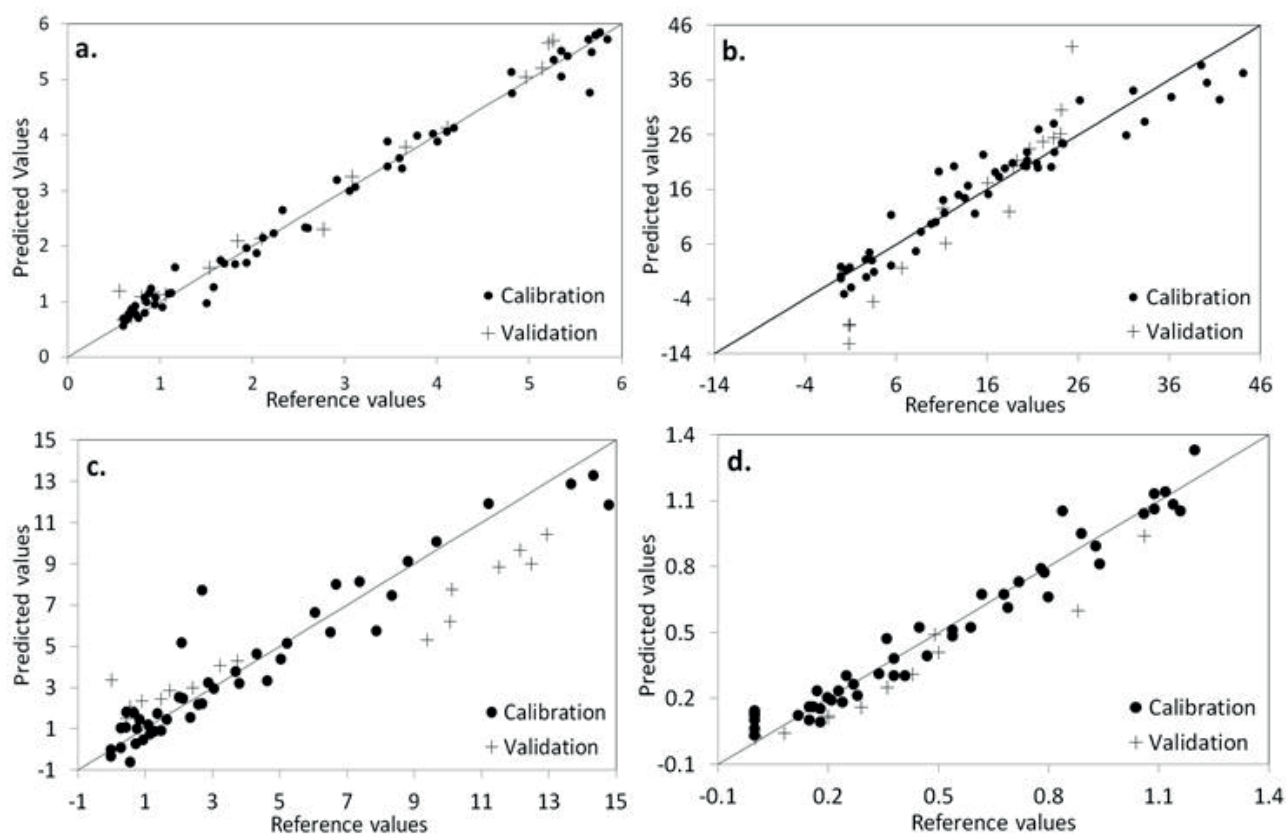 a.
6
5
4
3
2
1
0
Predicted Values
0 1 2 3 4 5 6
Reference values
Calibration
Validation
b.
46
36
26
16
6
-4
-14
Predicted Values
-14 -4 6 16 26 36 46
Reference values
Calibration
Validation
c.
15
13
11
9
7
5
3
1
-1
Predicted values
-1 1 3 5 7 9 11 13 15
Reference values
Calibration
Validation
d.
1.4
1.1
0.8
0.5
0.2
-0.1
Predicted values
-0.1 0.2 0.5 0.8 1.1 1.4
Reference values
Calibration
Validation